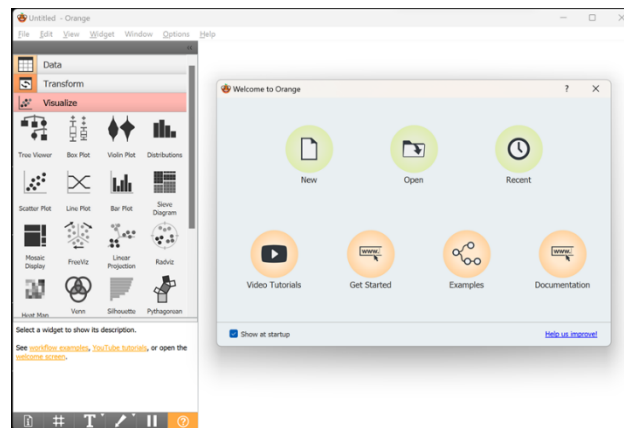 Untitled - Orange
File Edit View Widget Window Options Help
Data
Transform
Visualize
Tree Viewer Box Plot Violin Plot Distributions
Scatter Plot Line Plot Bar Plot Sieve Diagram
Mosaic Display FreeViz Linear Projection Radviz
Heat Map Venn Silhouette Pythagorean
Select a widget to show its description.
See workflow examples, YouTube tutorials, or open the
welcome screen.
Welcome to Orange
New Open Recent
WWW. WWW.
Video Tutorials Get Started Examples Documentation
Show at startup Help us improve!